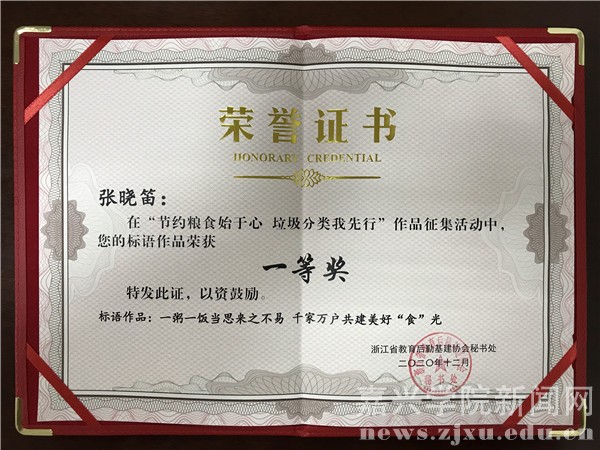 荣誉证书
HONORARY CREDENTIAL
张晓笛：
在“节约粮食始于心 垃圾分类我先行”作品征集活动中，
您的标语作品荣获
一等奖
特发此证，以资鼓励。
标语作品：一粥一饭当思来之不易 千家万户共建美好“食”光
浙江省教育后勤基建协会秘书处
二〇二〇年十二月
秘书处
嘉兴学院新闻网
news.zjxu.edu.cn